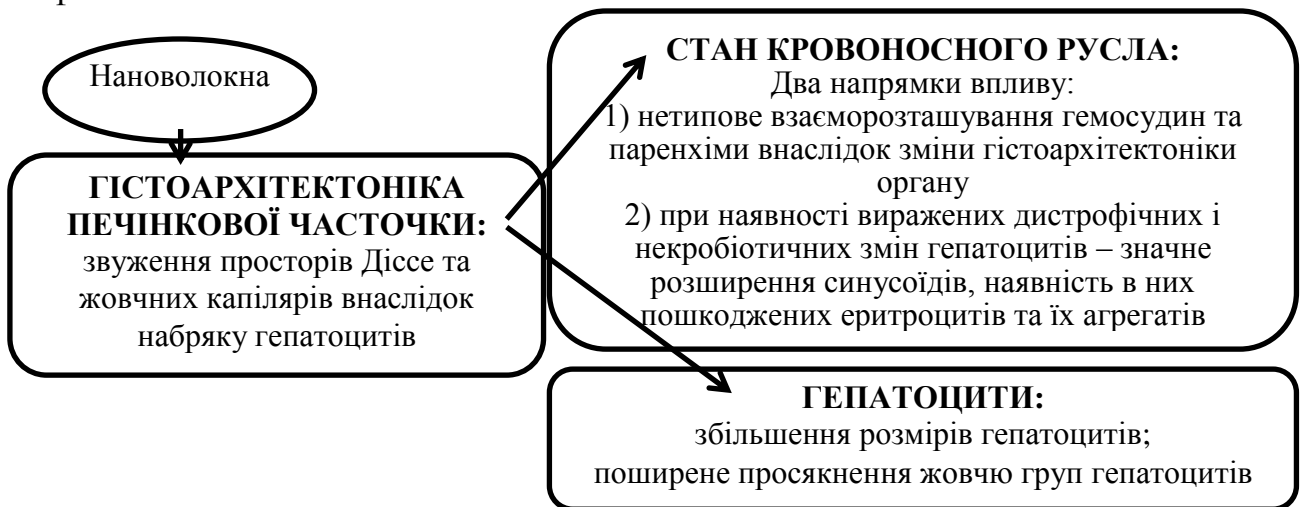 Нановолокна
ГІСТОАРХІТЕКТОНІКА
ПЕЧІНКОВОЇ ЧАСТОЧКИ:
звуження просторів Діссе та
жовчних капілярів внаслідок
набряку гепатоцитів
СТАН КРОВОНОСНОГО РУСЛА:
Два напрямки впливу:
1) нетипове взаєморозташування гемосудин та
паренхіми внаслідок зміни гістоархітектоніки
органу
2) при наявності виражених дистрофічних і
некробіотичних змін гепатоцитів – значне
розширення синусоїдів, наявність в них
пошкоджених еритроцитів та їх агрегатів
ГЕПАТОЦИТИ:
збільшення розмірів гепатоцитів;
поширене просякнення жовчю груп гепатоцитів